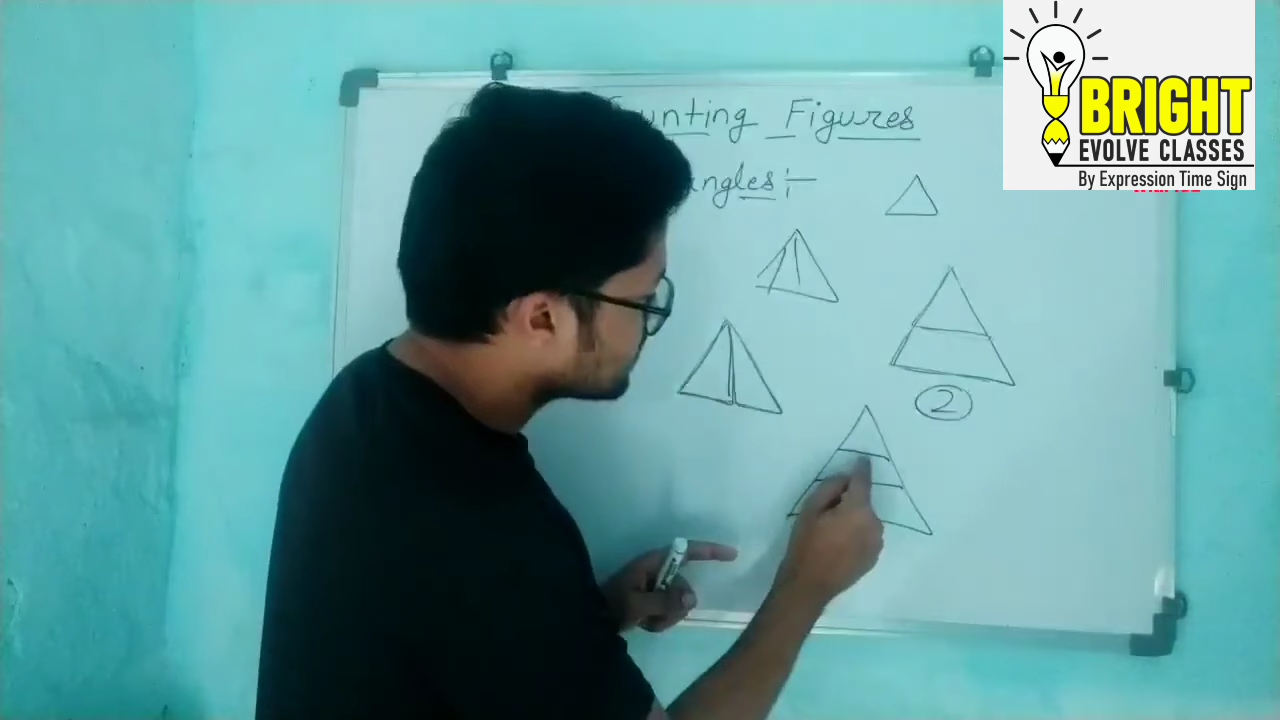 unting Figures
angles :-
2
BRIGHT
EVOLVE CLASSES
By Expression Time Sign